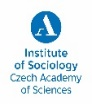 Institute
of Sociology
Czech Academy
of Sciences